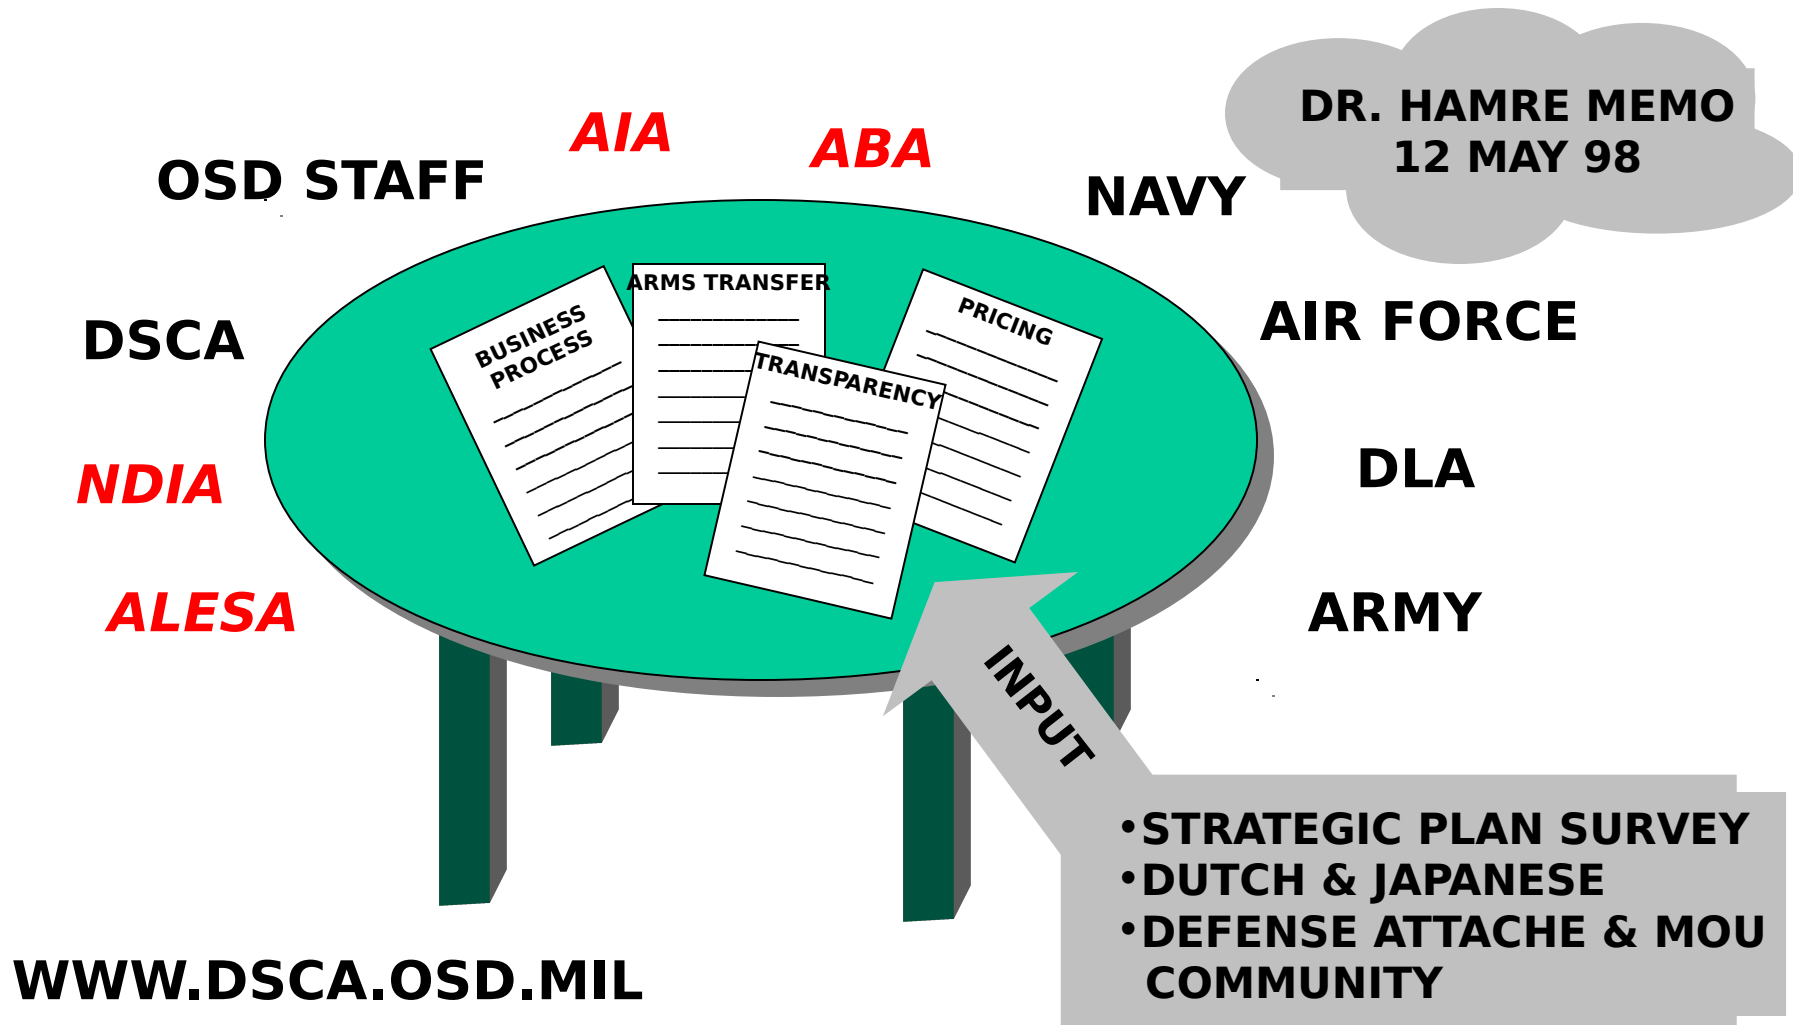 DR. HAMRE MEMO
12 MAY 98
AIA
ABA
OSD STAFF
NAVY
DSCA
AIR FORCE
NDIA
DLA
ALESA
ARMY
BUSINESS
PROCESS
ARMS TRANSFER
TRANSPARENCY
PRICING
INPUT
•STRATEGIC PLAN SURVEY
•DUTCH & JAPANESE
•DEFENSE ATTACHE & MOU
COMMUNITY
WWW.DSCA.OSD.MIL